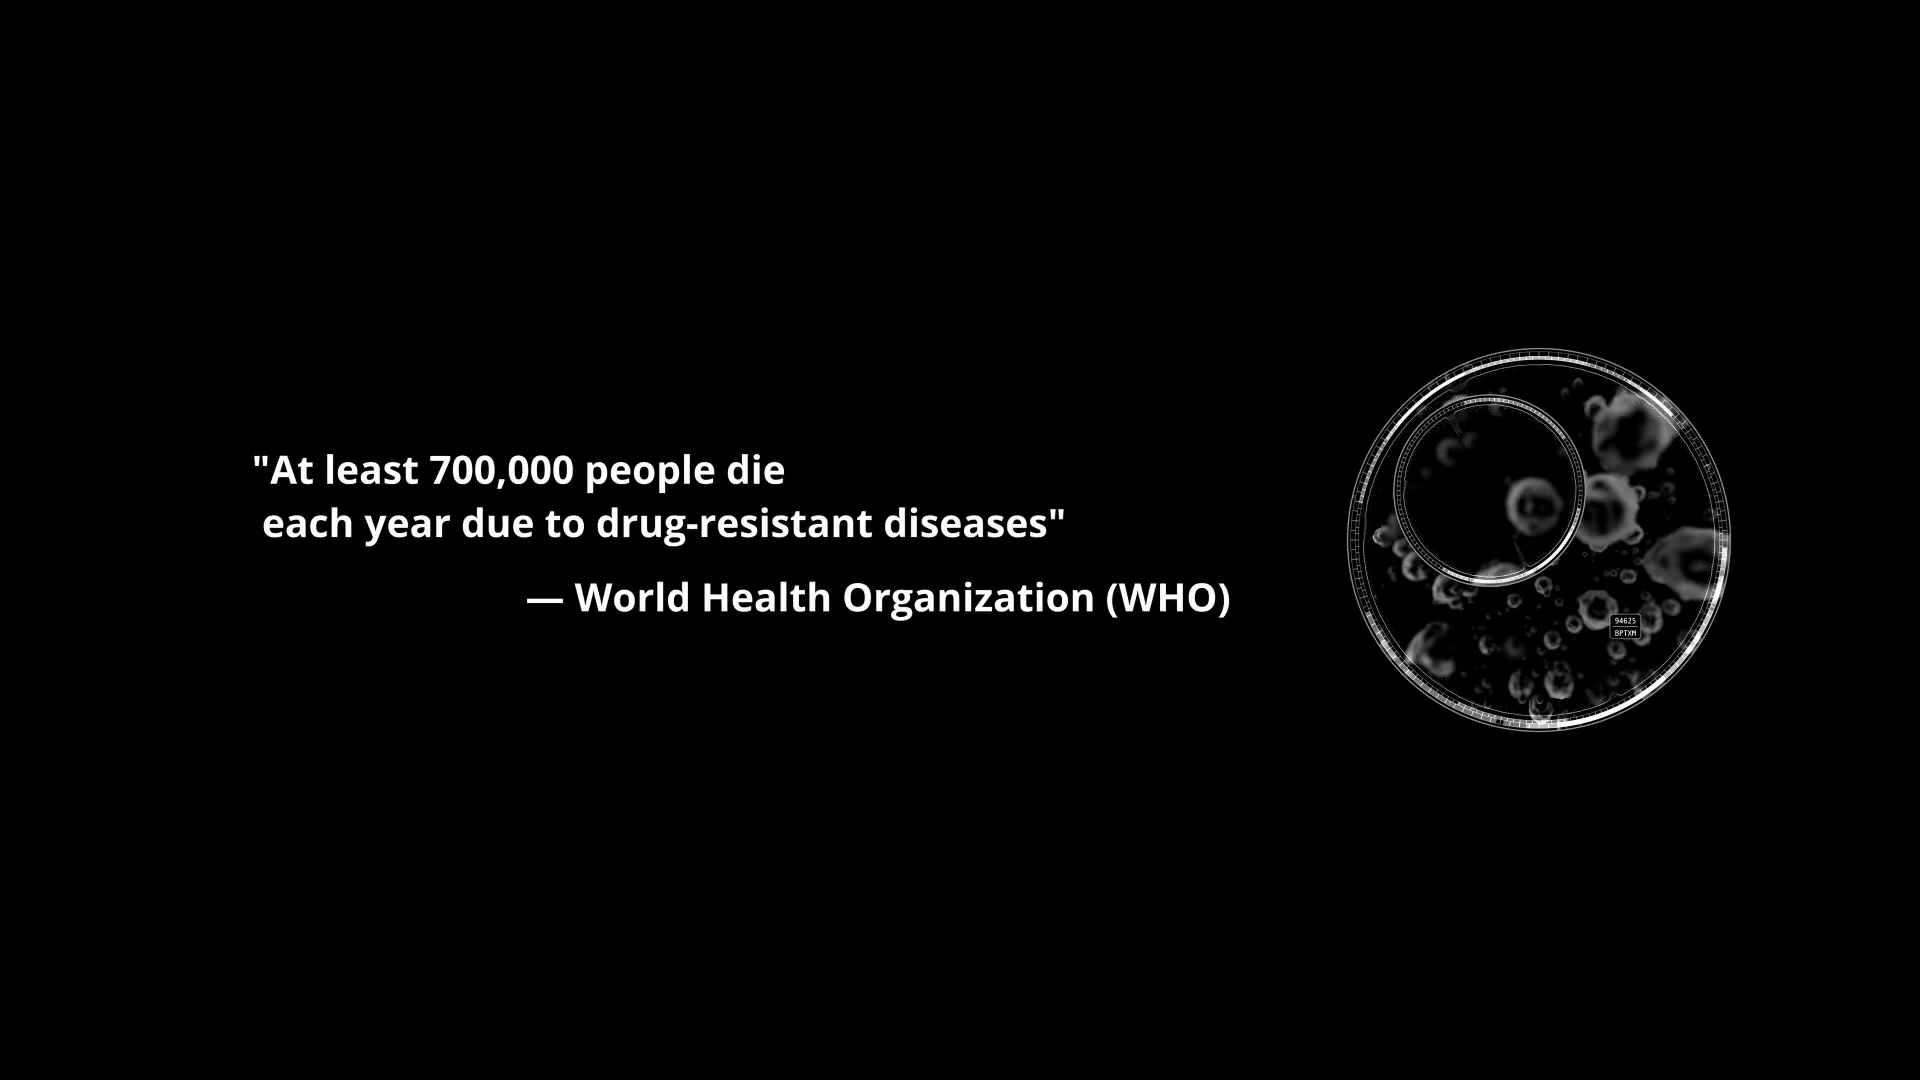 "At least 700,000 people die
each year due to drug-resistant diseases"
— World Health Organization (WHO)
94625
BPTXM